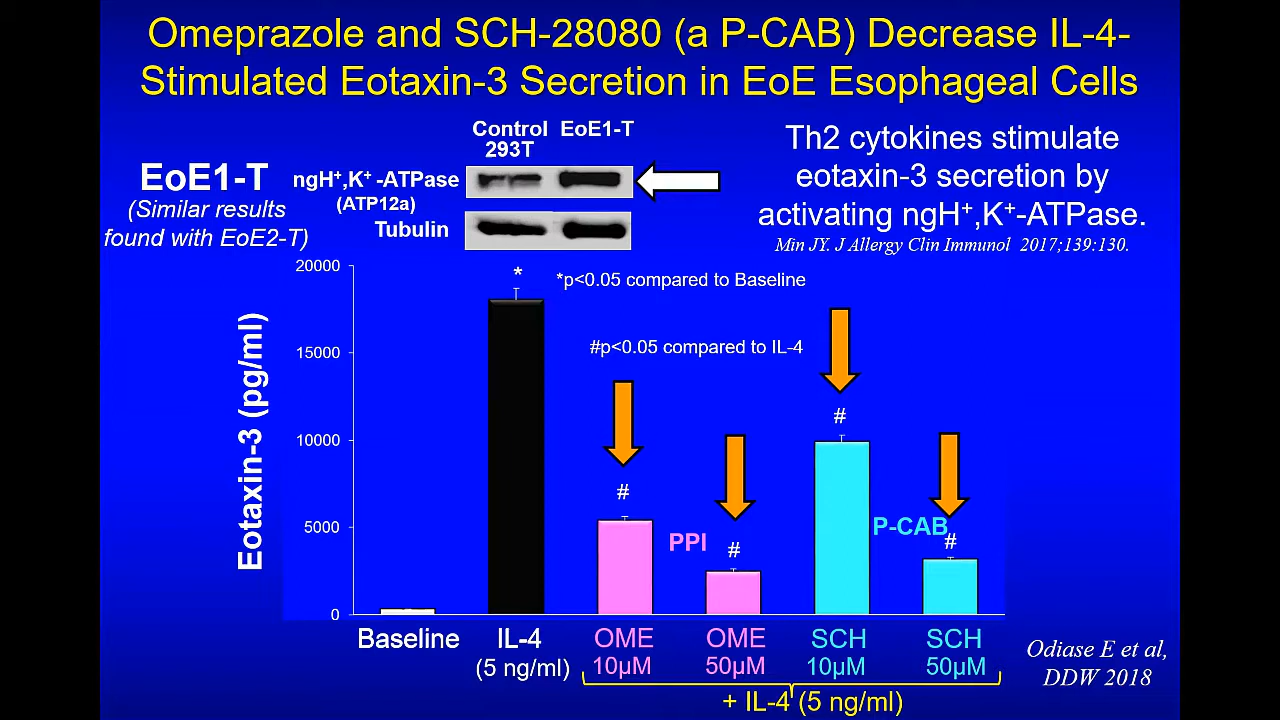 Omeprazole and SCH-28080 (a P-CAB) Decrease IL-4-
Stimulated Eotaxin-3 Secretion in EoE Esophageal Cells
Control
293T
EoE1-T
EoE1-T
(Similar results
found with EoE2-T)
ngH⁺,K⁺ -ATPase
(ATP12a)
Tubulin
Th2 cytokines stimulate
eotaxin-3 secretion by
activating ngH⁺,K⁺-ATPase.
Min JY. J Allergy Clin Immunol 2017;139:130.
Eotaxin-3 (pg/ml)
20000
15000
10000
5000
0
*
*p<0.05 compared to Baseline
#p<0.05 compared to IL-4
#
PPI
#
#
P-CAB
#
Baseline
IL-4
(5 ng/ml)
OME
10µM
OME
50µM
SCH
10µM
SCH
50µM
+ IL-4 (5 ng/ml)
Odiase E et al,
DDW 2018